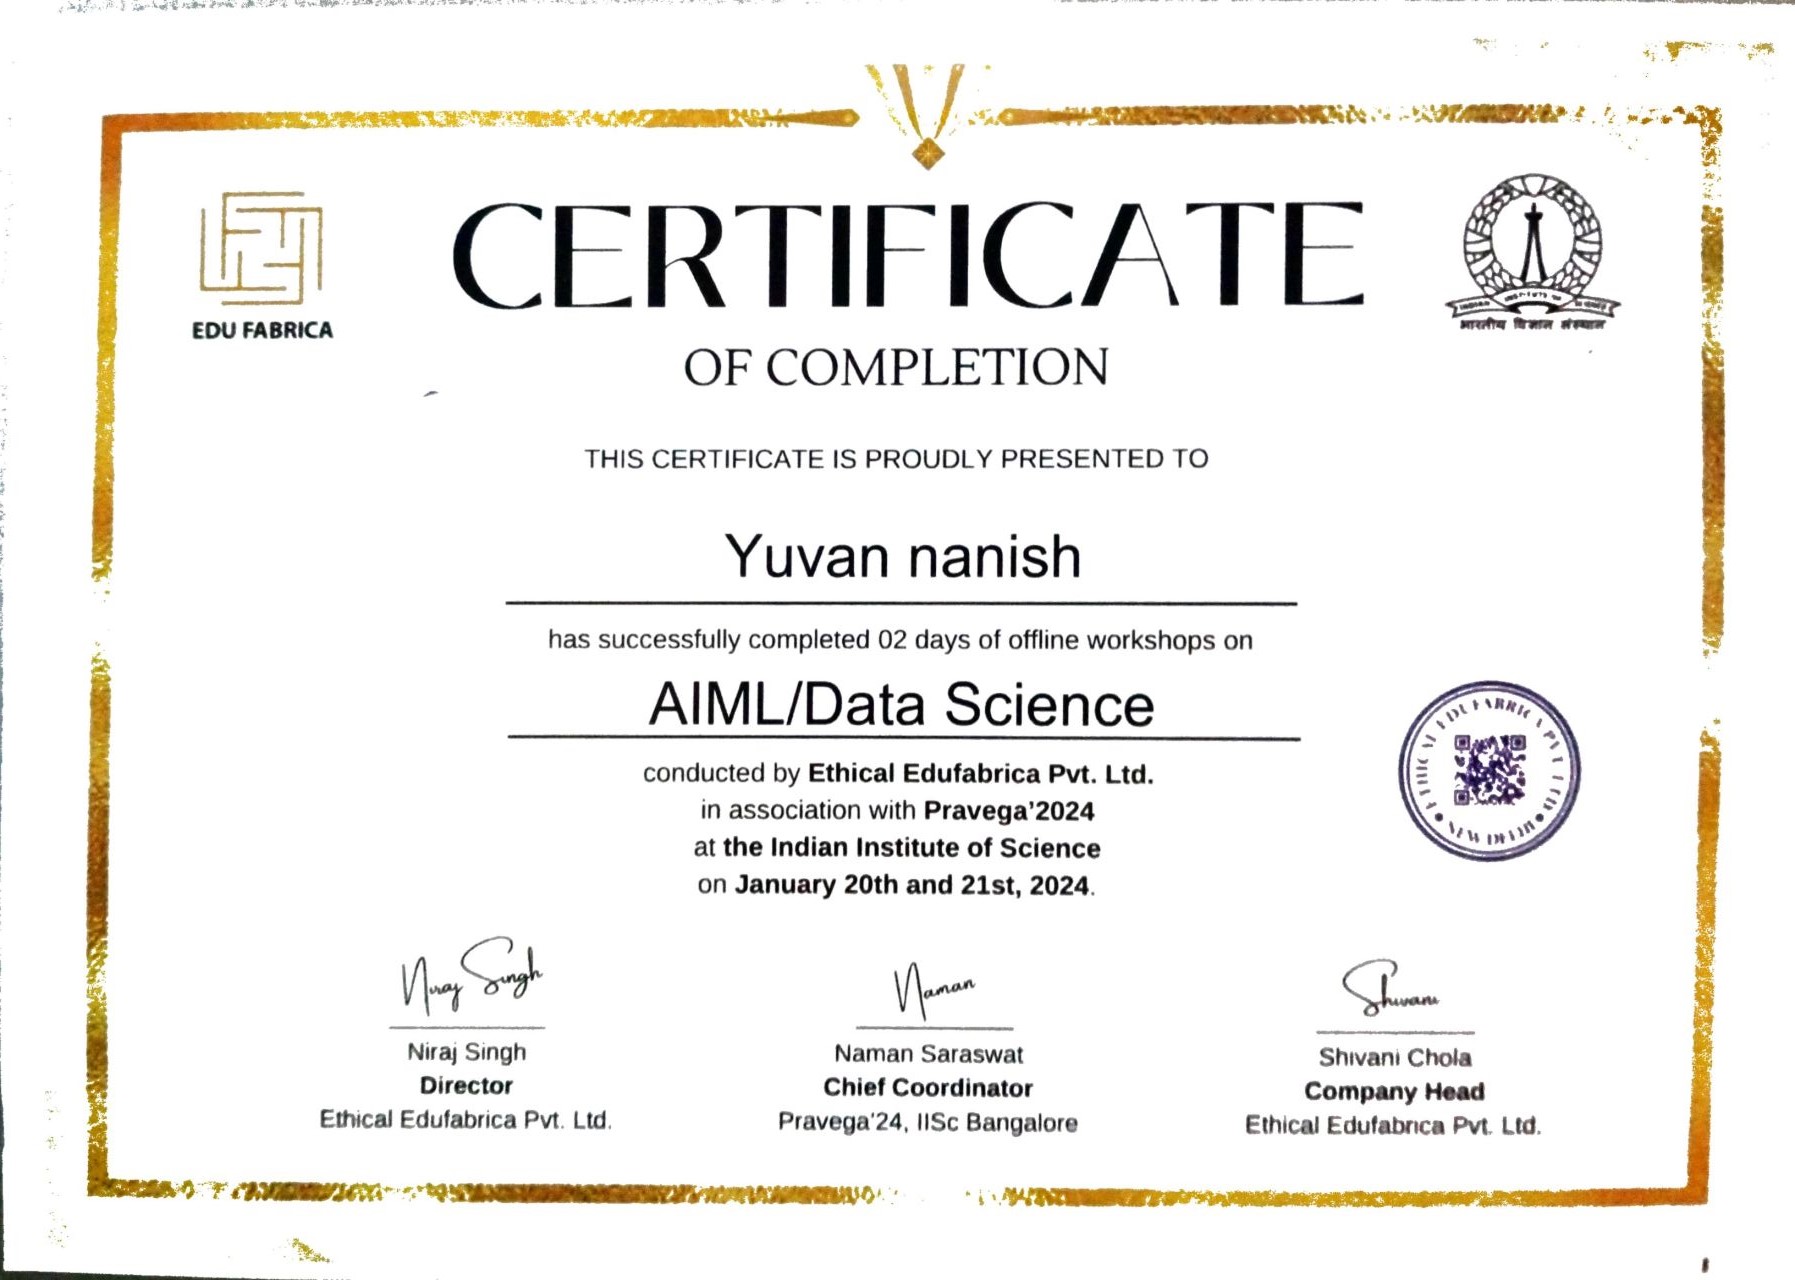 EDU FABRICA
CERTIFICATE
OF COMPLETION
INDIAN INSTITUTE OF SCIENCE
भारतीय विज्ञान संस्थान
THIS CERTIFICATE IS PROUDLY PRESENTED TO
Yuvan nanish
has successfully completed 02 days of offline workshops on
AIML/Data Science
conducted by Ethical Edufabrica Pvt. Ltd.
in association with Pravega'2024
at the Indian Institute of Science
on January 20th and 21st, 2024.
ETHICAL EDUFABRICA PVT LTD
NEW DELHI
Niraj Singh
Niraj Singh
Director
Ethical Edufabrica Pvt. Ltd.
Naman
Naman Saraswat
Chief Coordinator
Pravega'24, IISc Bangalore
Shivani
Shivani Chola
Company Head
Ethical Edufabrica Pvt. Ltd.